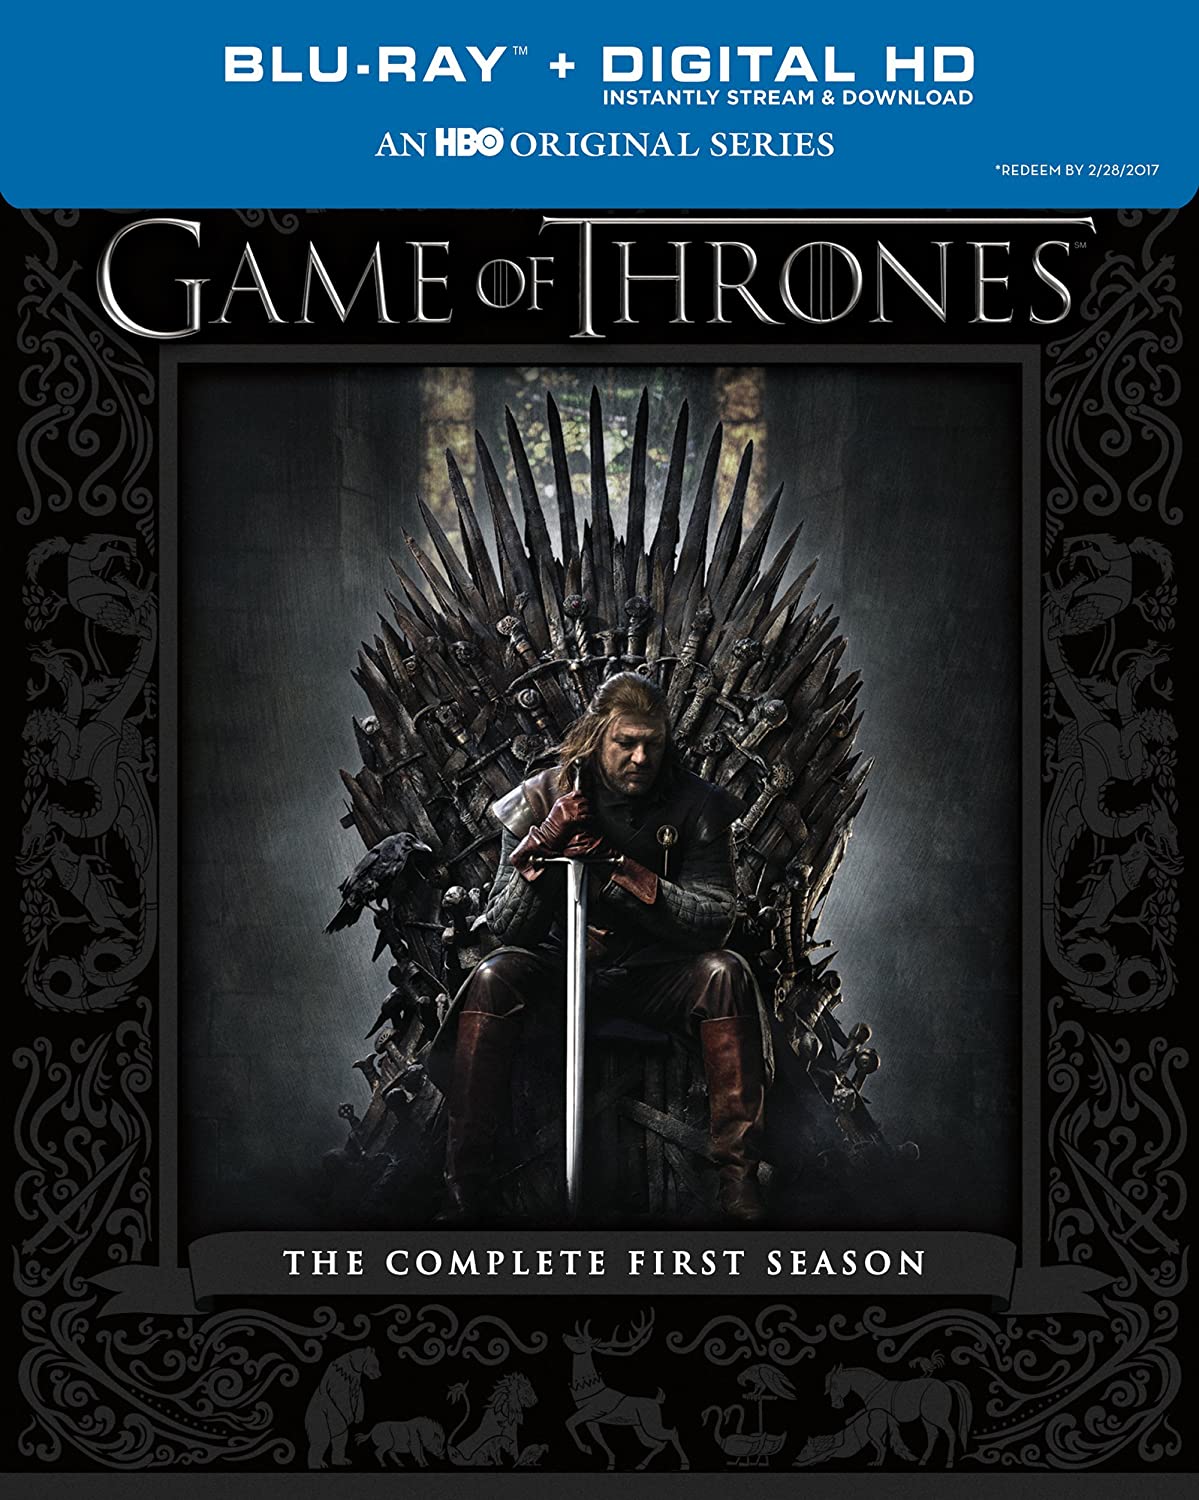 BLU-RAY™ + DIGITAL HD
INSTANTLY STREAM & DOWNLOAD
AN HBO® ORIGINAL SERIES
*REDEEM BY 2/28/2017
GAME OF THRONES℠
THE COMPLETE FIRST SEASON